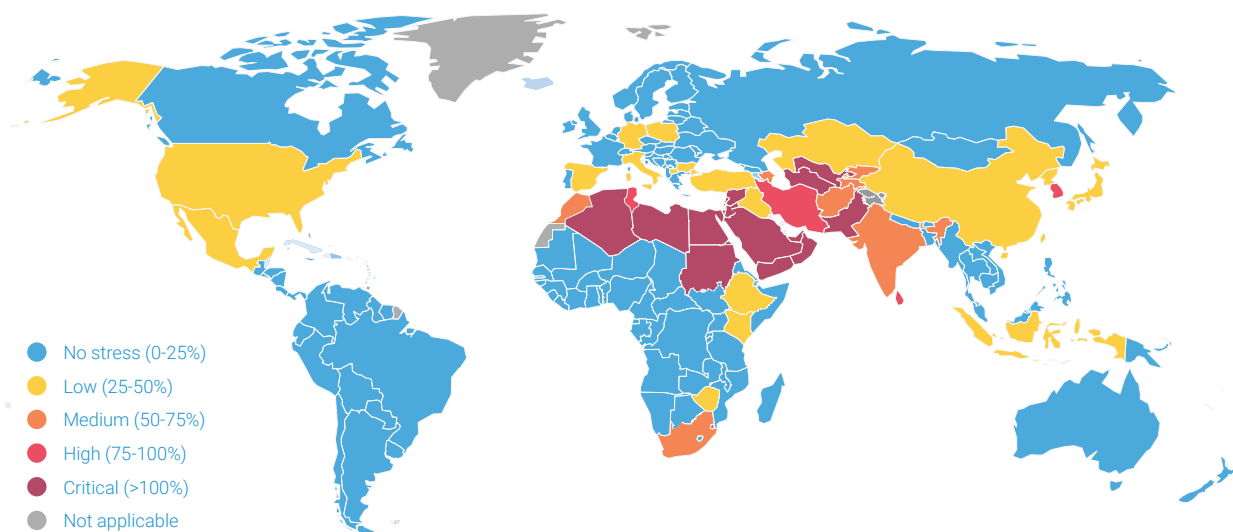 No stress (0-25%)
Low (25-50%)
Medium (50-75%)
High (75-100%)
Critical (>100%)
Not applicable